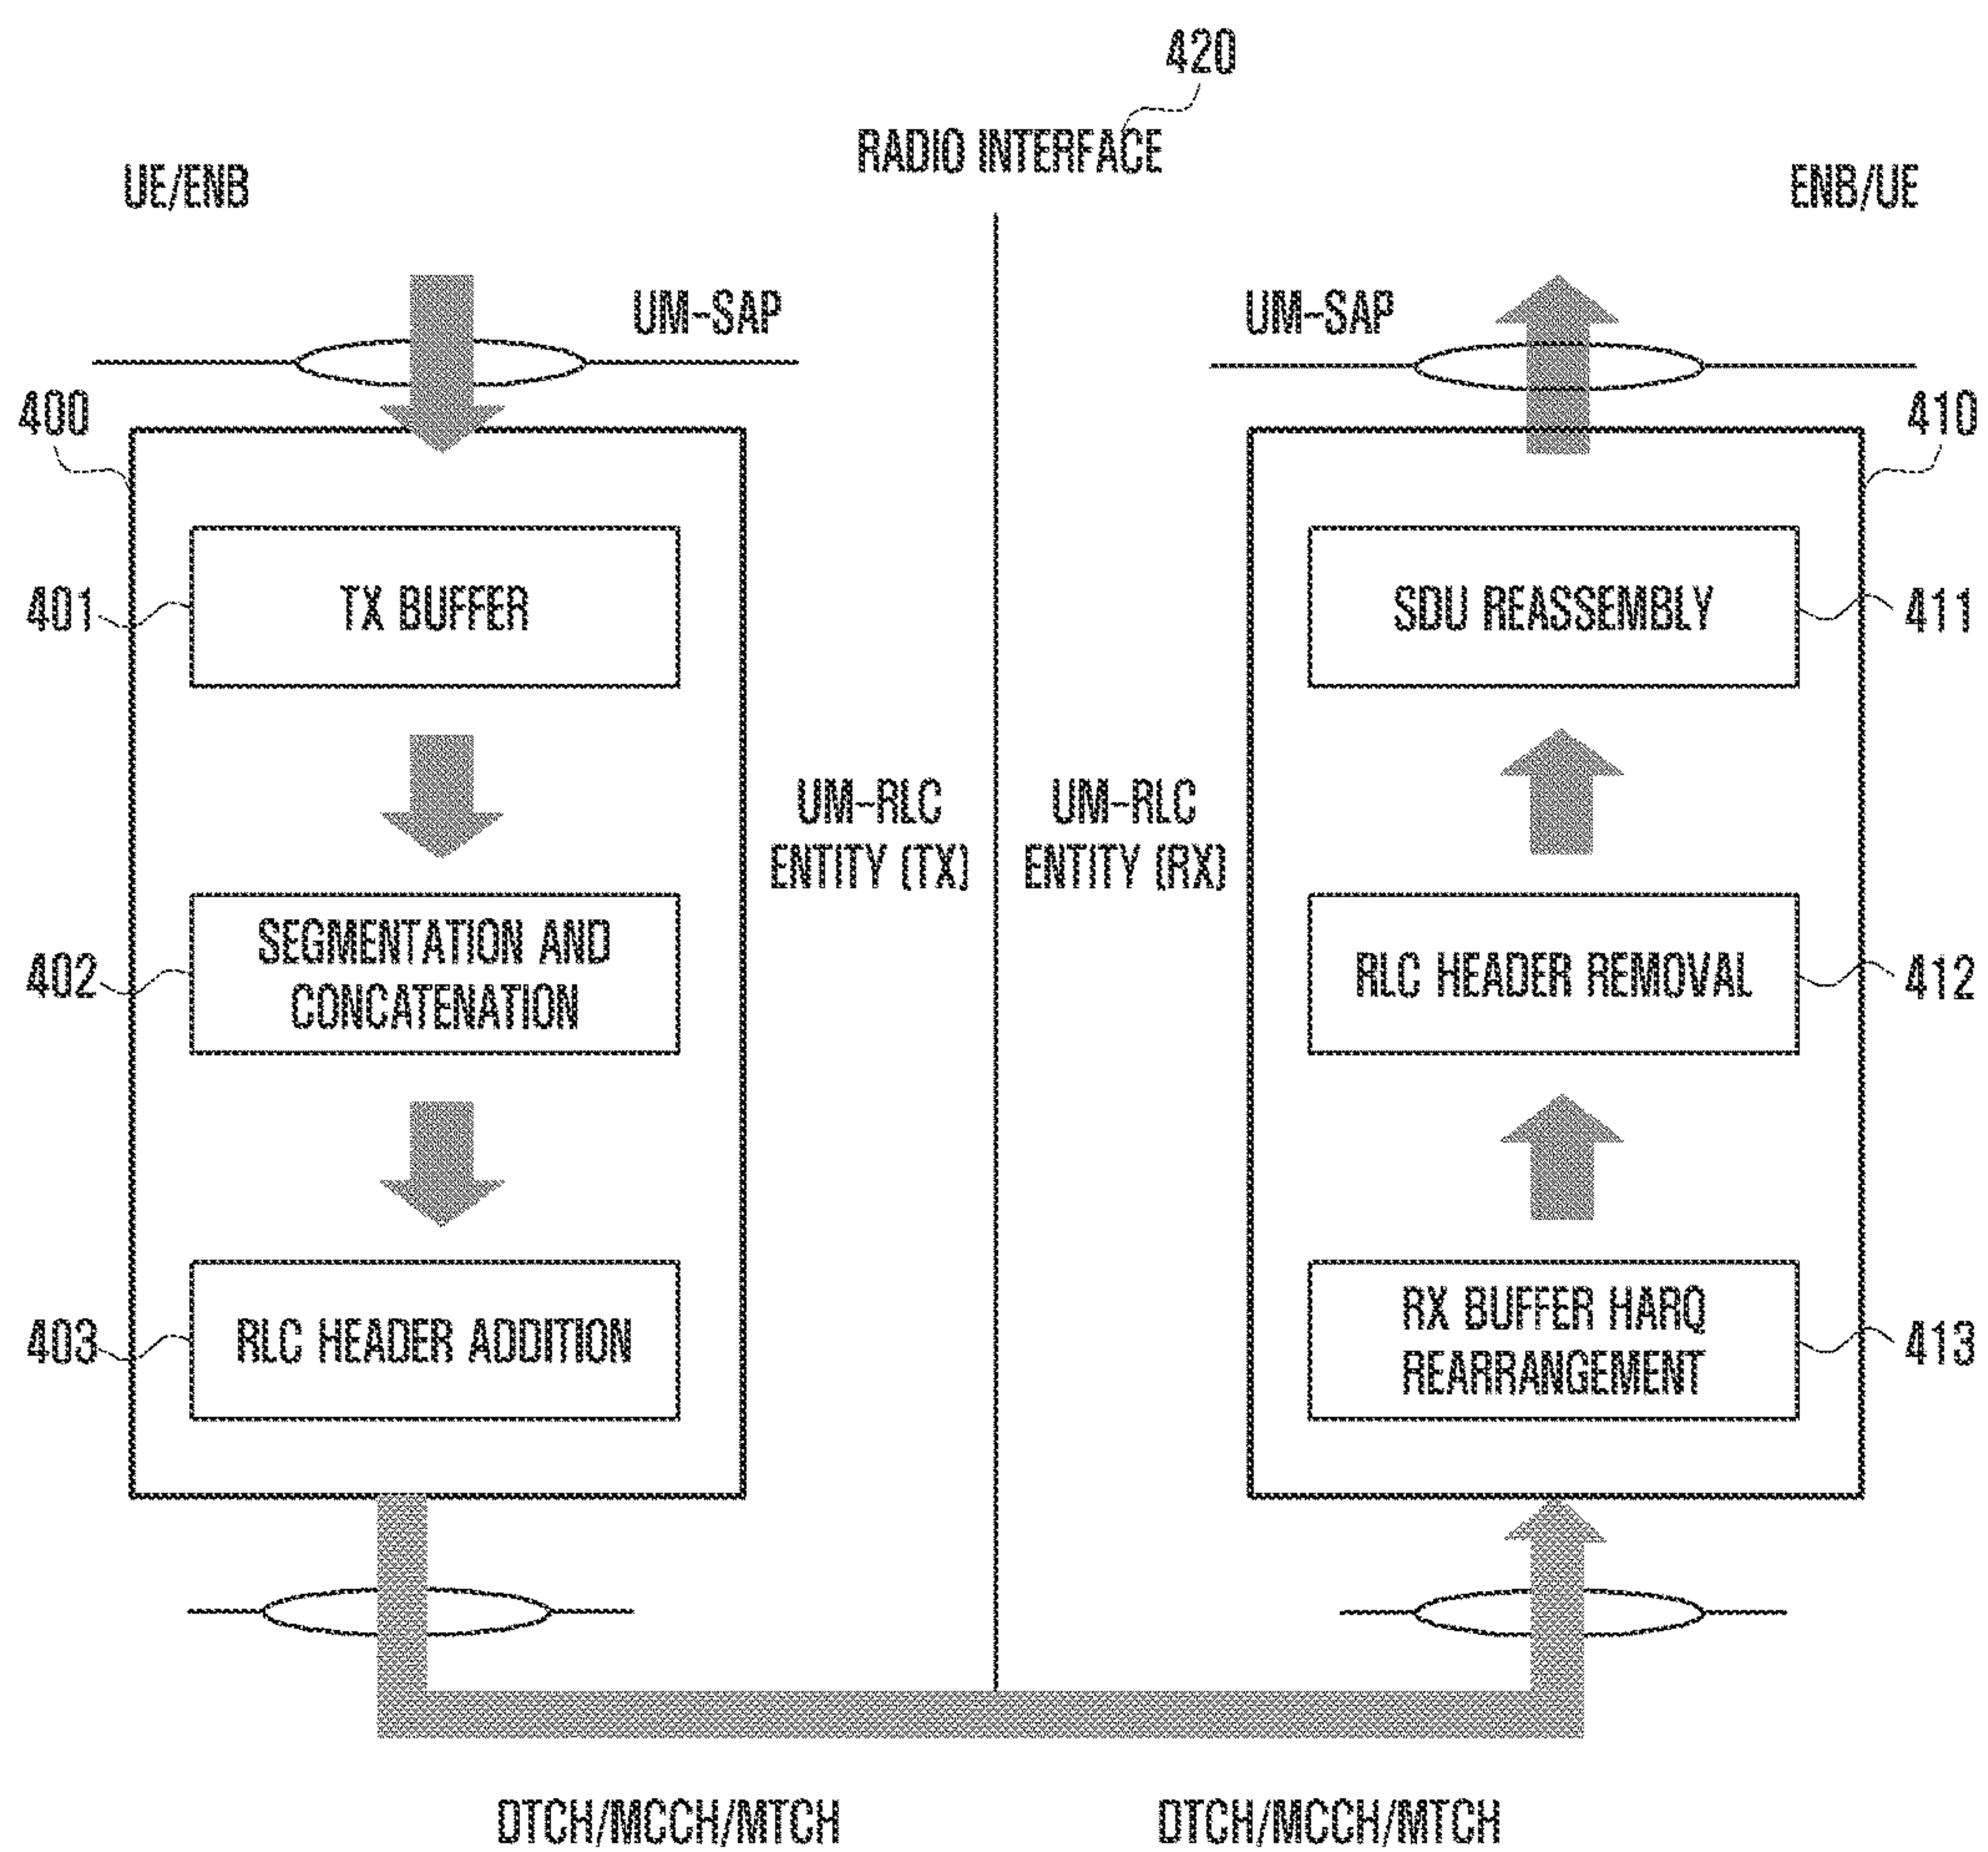 420
RADIO INTERFACE
UE/ENB
ENB/UE
UM-SAP
UM-SAP
400
410
TX BUFFER
SDU REASSEMBLY
401
411
UM-RLC
ENTITY (TX)
UM-RLC
ENTITY (RX)
SEGMENTATION AND
CONCATENATION
402
RLC HEADER REMOVAL
412
RLC HEADER ADDITION
403
RX BUFFER HARQ
REARRANGEMENT
413
DTCH/MCCH/MTCH
DTCH/MCCH/MTCH